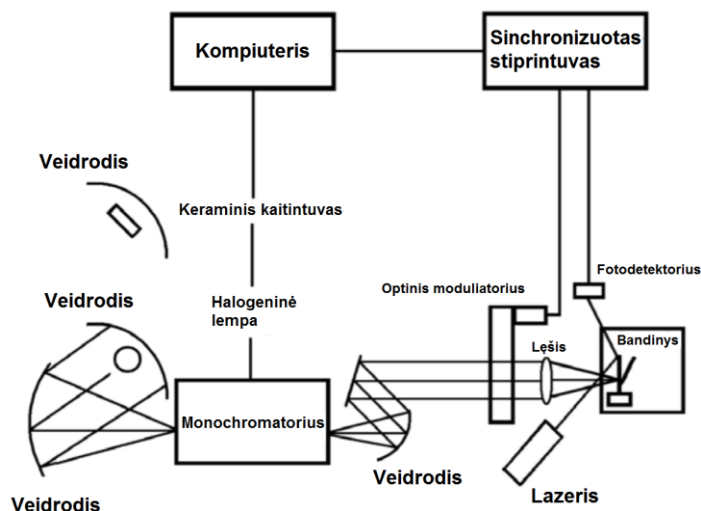 Kompiuteris
Sinchronizuotas
stiprintuvas
Veidrodis
Keraminis kaitintuvas
Fotodetektorius
Veidrodis
Halogeninė
lempa
Optinis moduliatorius
Lęšis
Bandinys
Monochromatorius
Veidrodis
Lazeris
Veidrodis